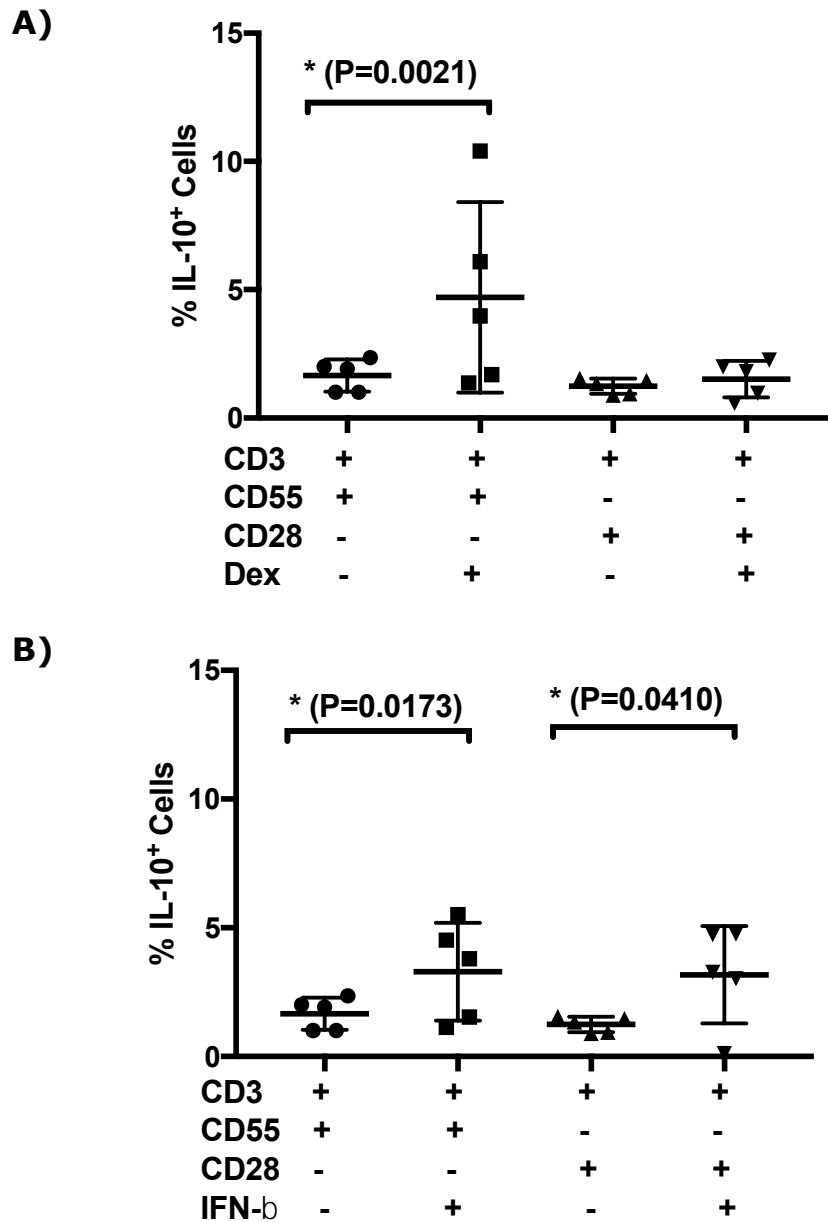 A)
15
* (P=0.0021)
10
% IL-10+ Cells
5
0
CD3 + + + +
CD55 + + - -
CD28 - - + +
Dex - + - +
B)
15
* (P=0.0173) * (P=0.0410)
10
% IL-10+ Cells
5
0
CD3 + + + +
CD55 + + - -
CD28 - - + +
IFN-b - + - +